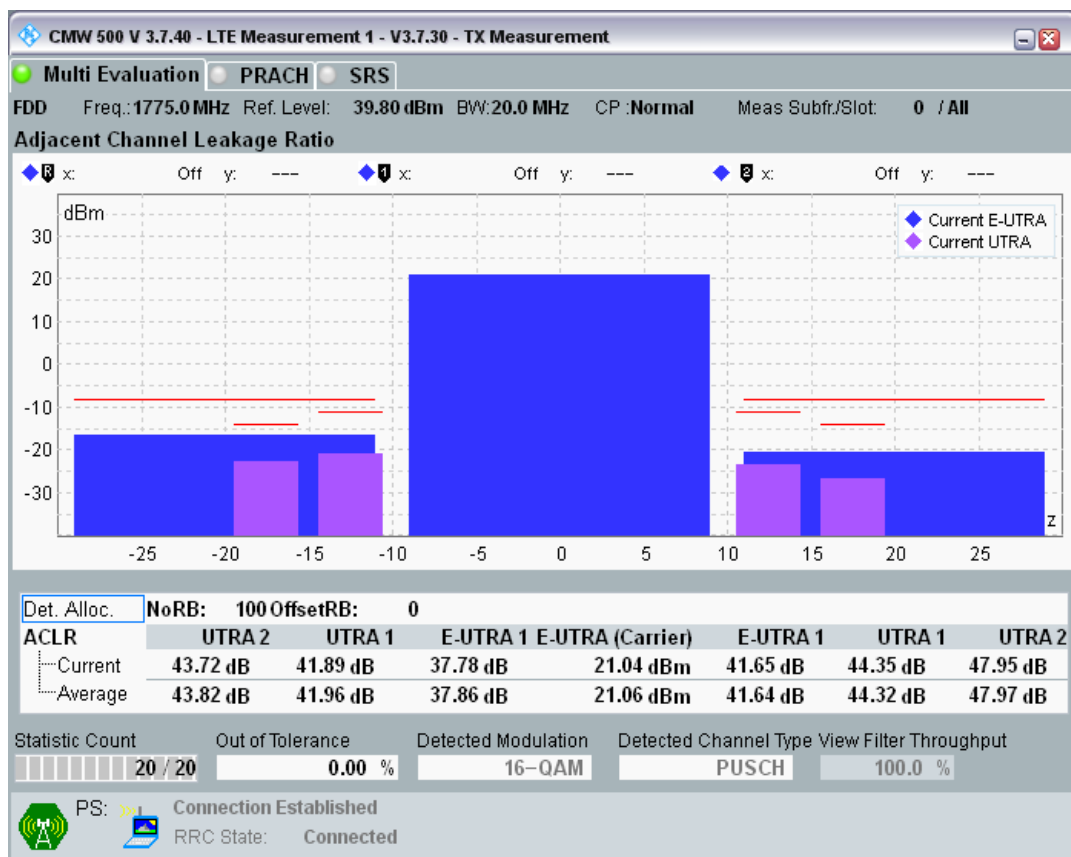 CMW 500 V 3.7.40 - LTE Measurement 1 - V3.7.30 - TX Measurement
Multi Evaluation PRACH SRS
FDD Freq.: 1775.0 MHz Ref. Level: 39.80 dBm BW: 20.0 MHz CP : Normal Meas Subfr./Slot: 0 / All
Adjacent Channel Leakage Ratio
R x: Off y: --- 1 x: Off y: --- 2 x: Off y: ---
dBm
Current E-UTRA
Current UTRA
30
20
10
0
-10
-20
-30
z
-25 -20 -15 -10 -5 0 5 10 15 20 25
Det. Alloc. NoRB: 100 OffsetRB: 0
ACLR UTRA 2 UTRA 1 E-UTRA 1 E-UTRA (Carrier) E-UTRA 1 UTRA 1 UTRA 2
Current 43.72 dB 41.89 dB 37.78 dB 21.04 dBm 41.65 dB 44.35 dB 47.95 dB
Average 43.82 dB 41.96 dB 37.86 dB 21.06 dBm 41.64 dB 44.32 dB 47.97 dB
Statistic Count Out of Tolerance Detected Modulation Detected Channel Type View Filter Throughput
20 / 20 0.00 % 16-QAM PUSCH 100.0 %
PS: Connection Established
RRC State: Connected